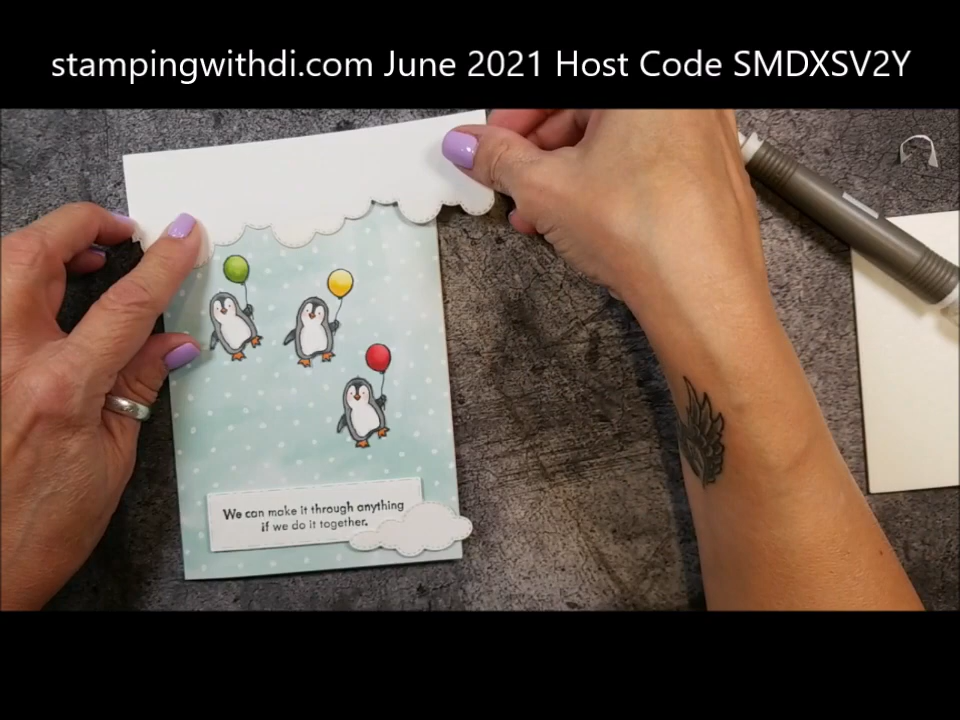 stampingwithdi.com June 2021 Host Code SMDXSV2Y
We can make it through anything
if we do it together.